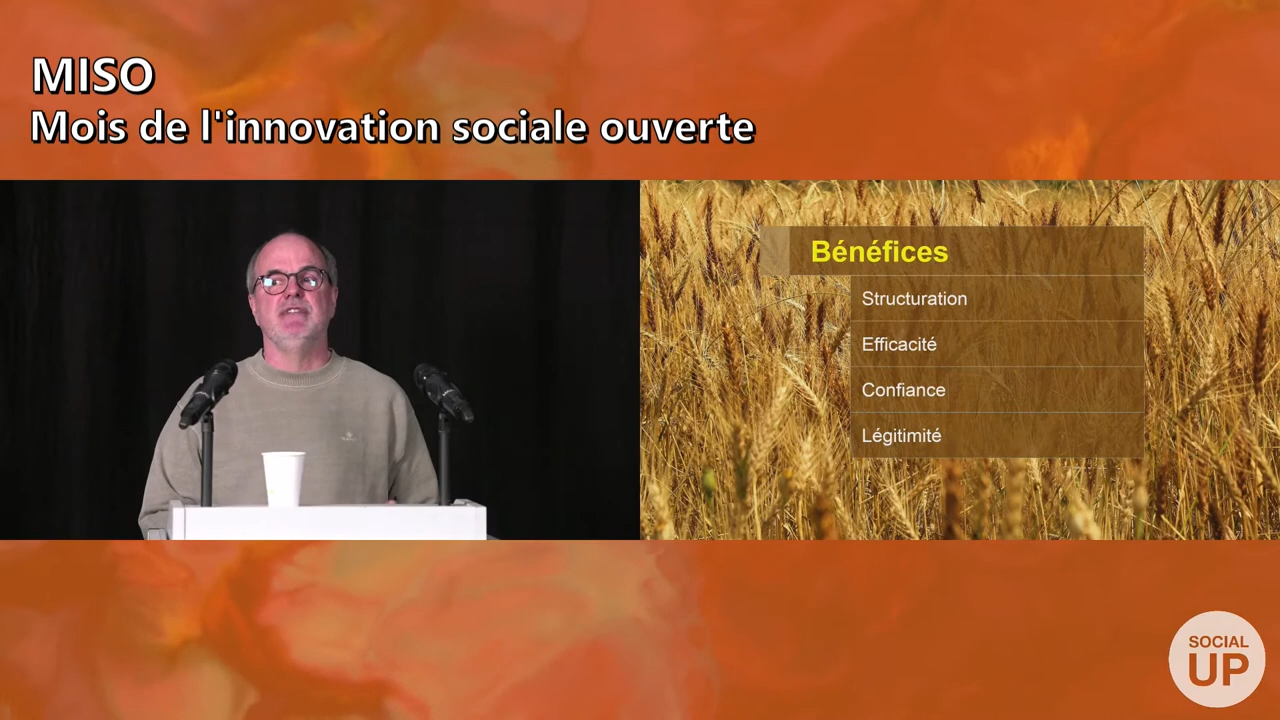 MISO
Mois de l'innovation sociale ouverte
Bénéfices
Structuration
Efficacité
Confiance
Légitimité
SOCIAL
UP